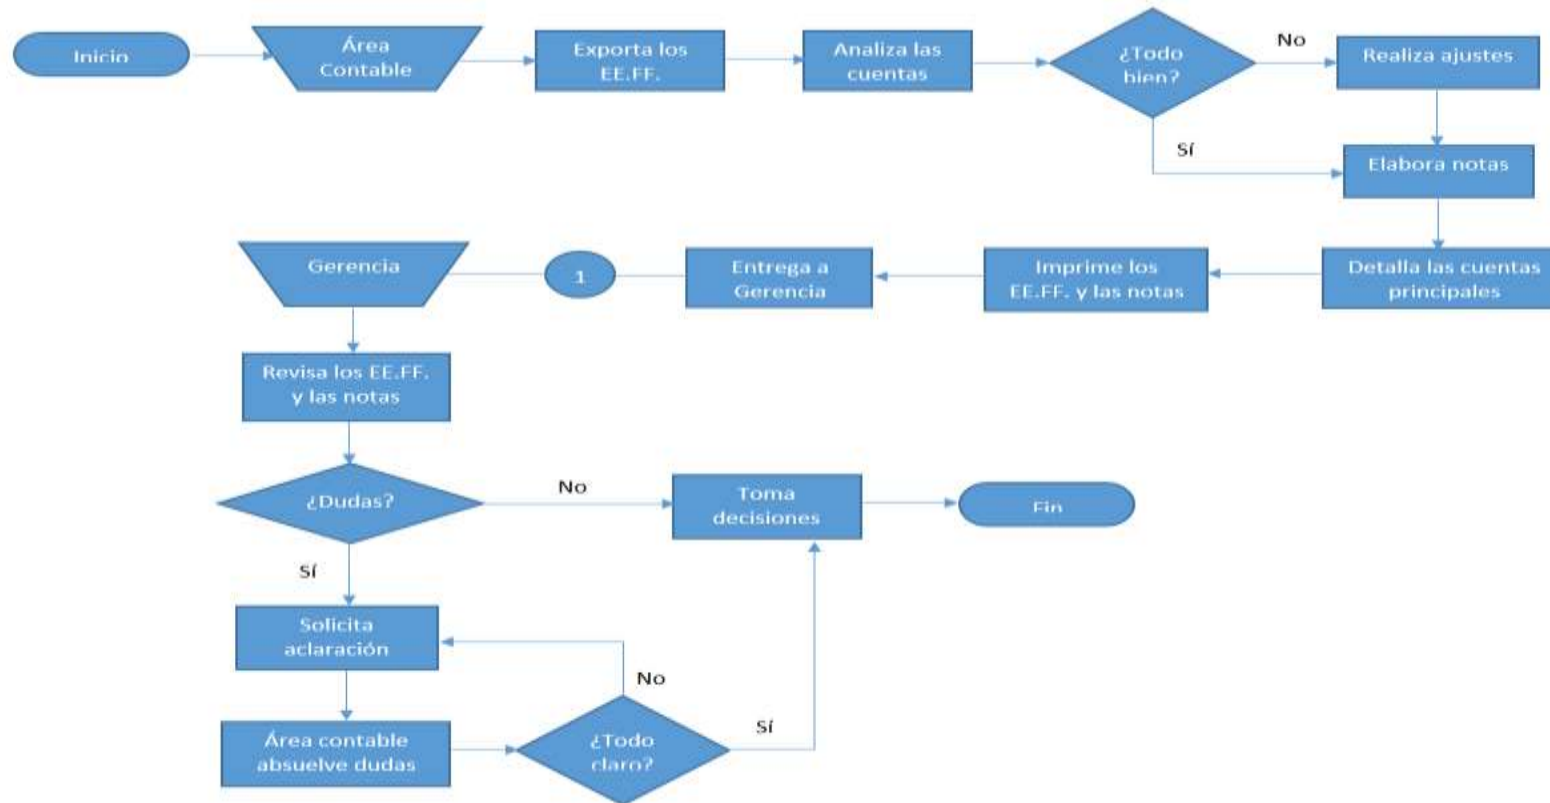 Inicio
Área
Contable
Exporta los
EE.FF.
Analiza las
cuentas
¿Todo
bien?
No
Realiza ajustes
Sí
Elabora notas
Detalla las cuentas
principales
Imprime los
EE.FF. y las notas
Entrega a
Gerencia
1
Gerencia
Revisa los EE.FF.
y las notas
¿Dudas?
No
Toma
decisiones
Fin
Sí
Solicita
aclaración
Área contable
absuelve dudas
¿Todo
claro?
No
Sí